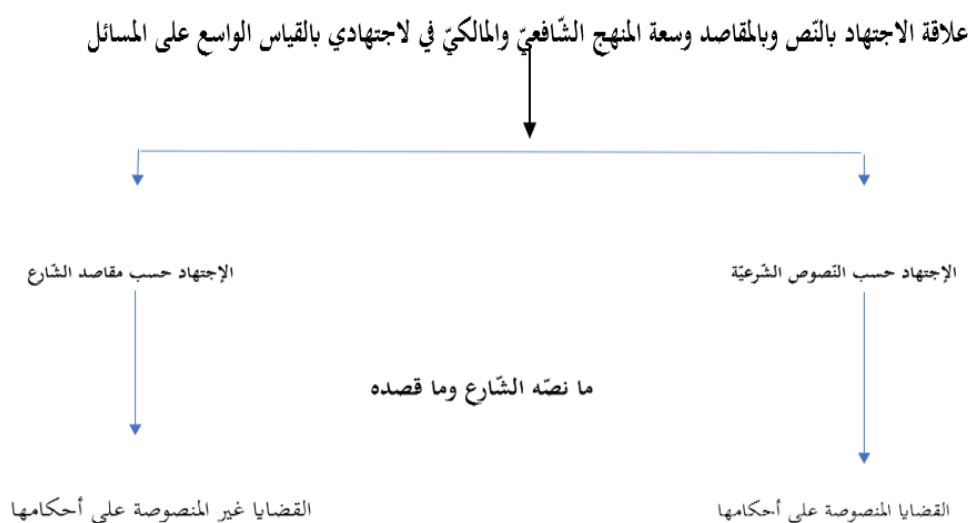 علاقة الاجتهاد بالنّص وبالمقاصد وسعة المنهج الشّافعيّ والمالكيّ في لاجتهادي بالقياس الواسع على المسائل
الإجتهاد حسب النّصوص الشّرعيّة
الإجتهاد حسب مقاصد الشّارع
ما نصّه الشّارع وما قصده
القضايا المنصوصة على أحكامها
القضايا غير المنصوصة على أحكامها